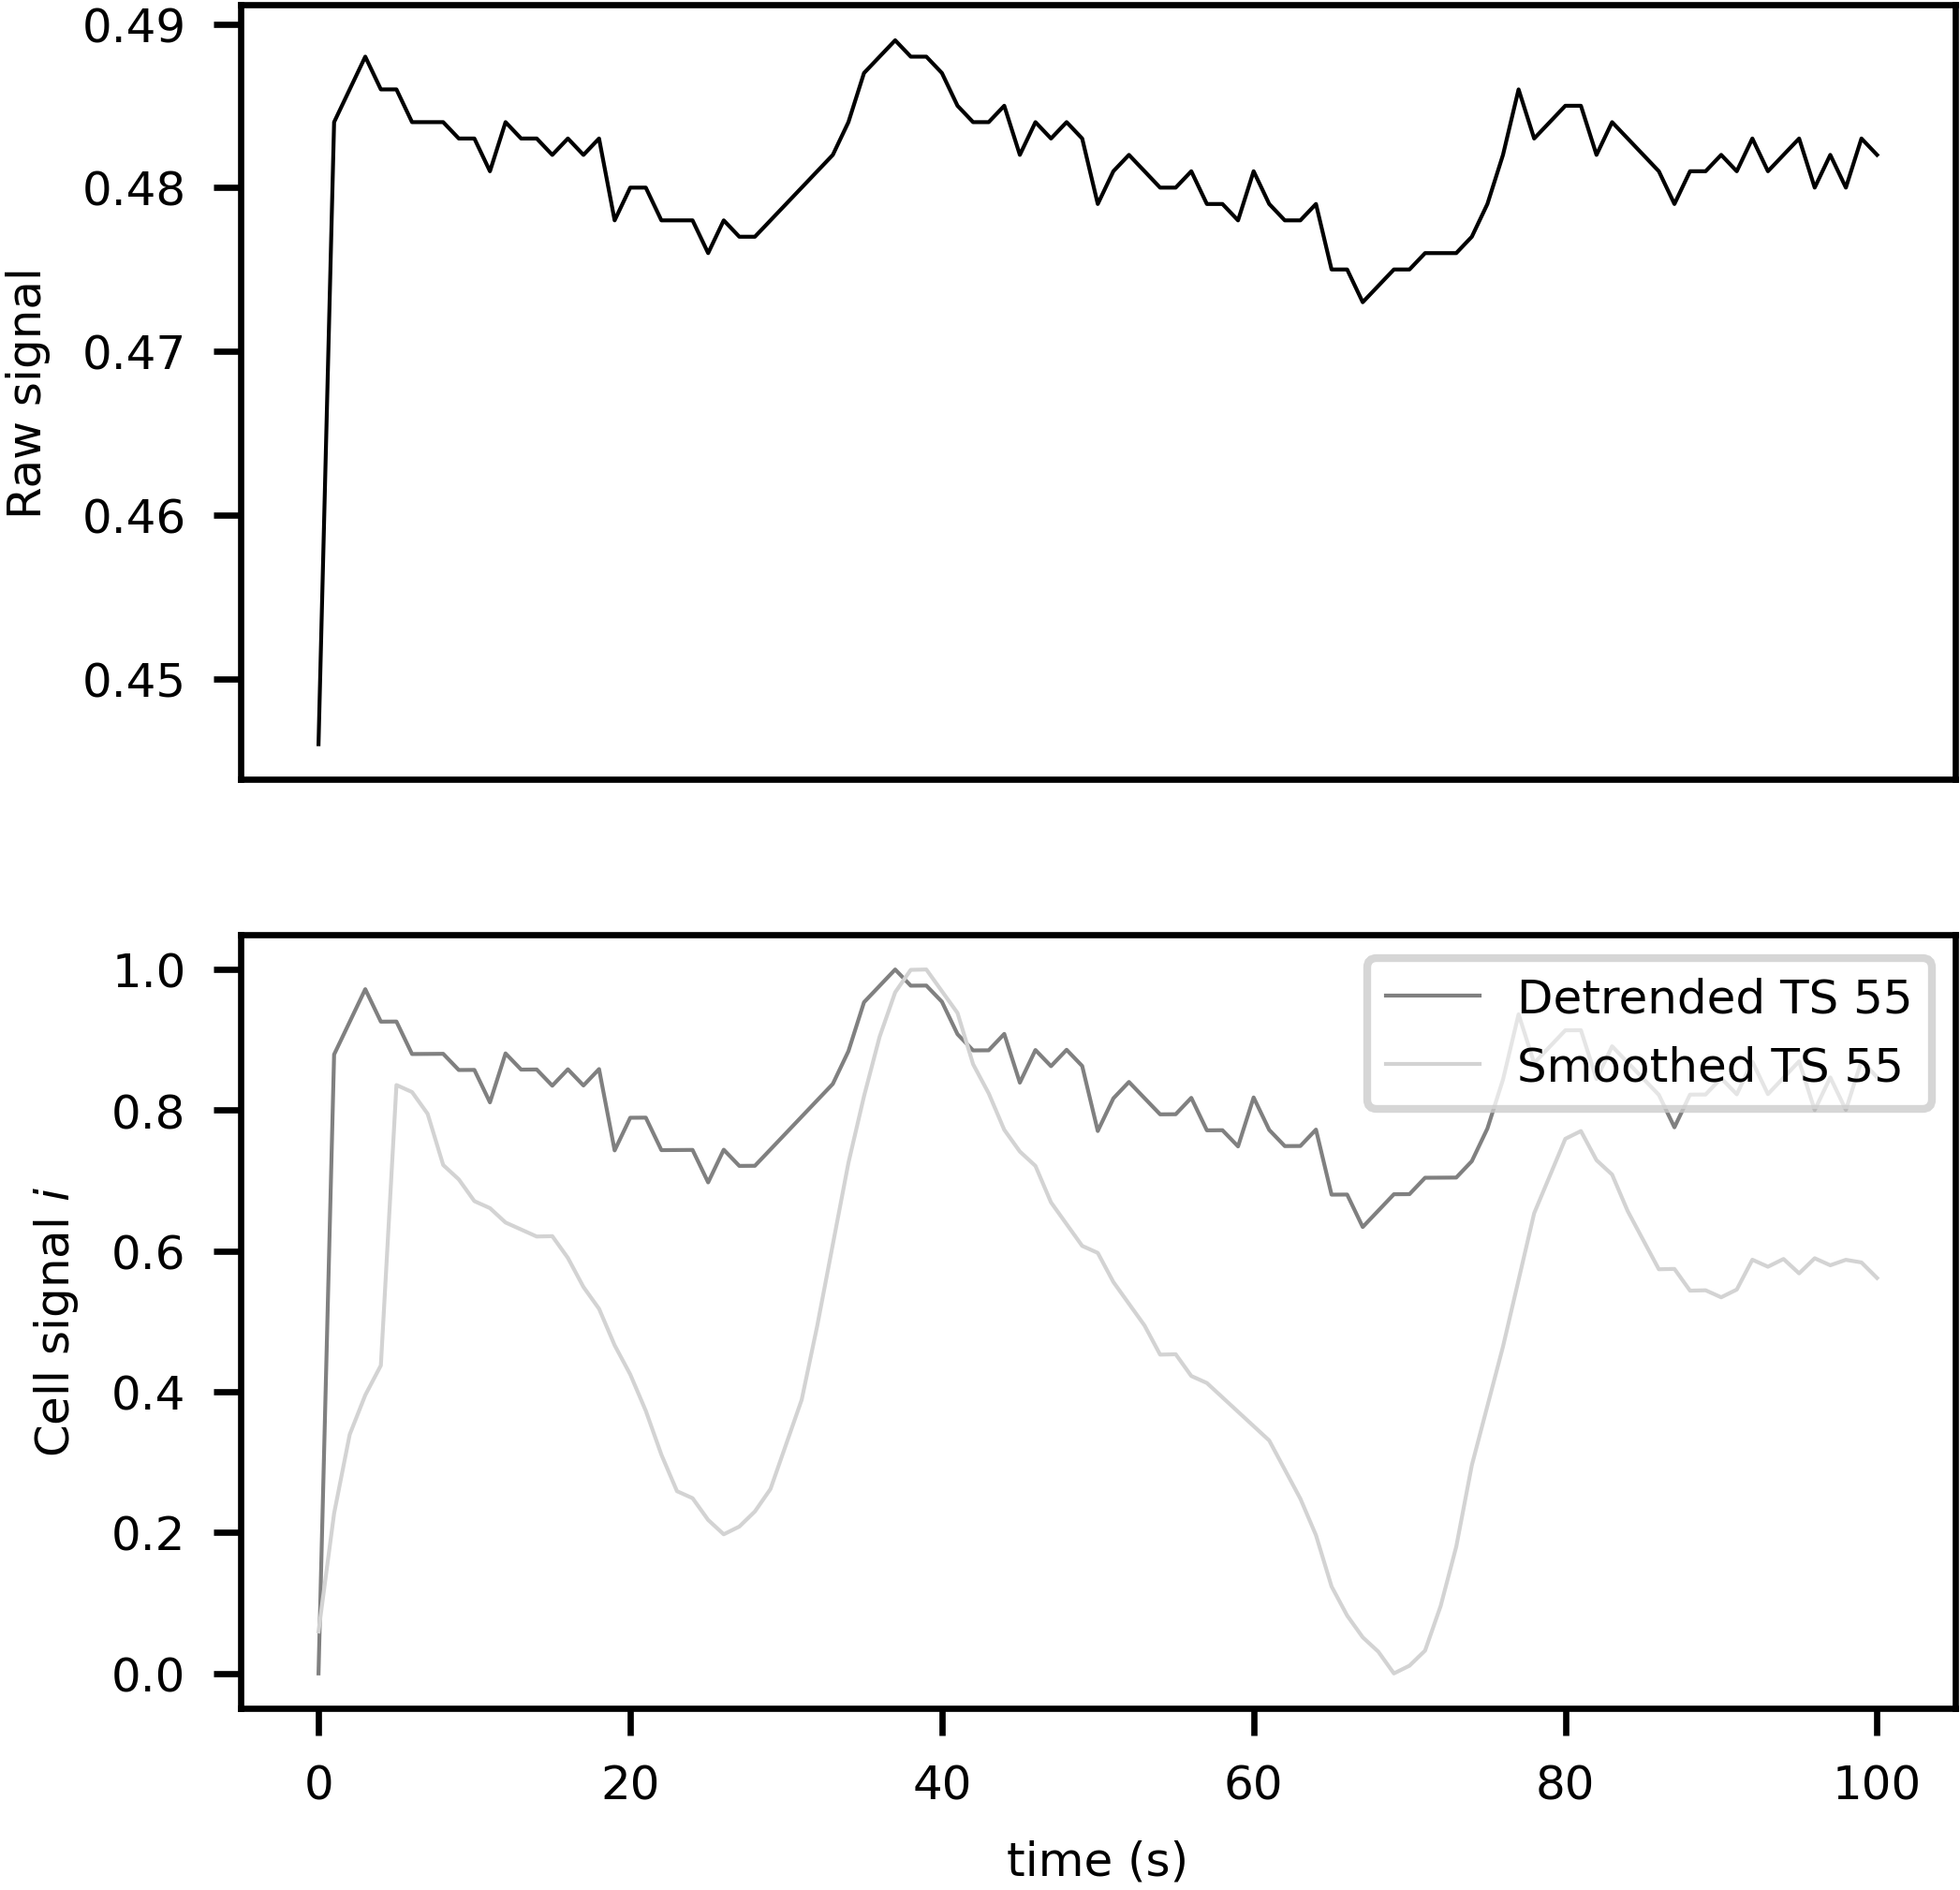 0.49
0.48
0.47
0.46
0.45
Raw signal
1.0
0.8
0.6
0.4
0.2
0.0
Cell signal i
Detrended TS 55
Smoothed TS 55
0 20 40 60 80 100
time (s)